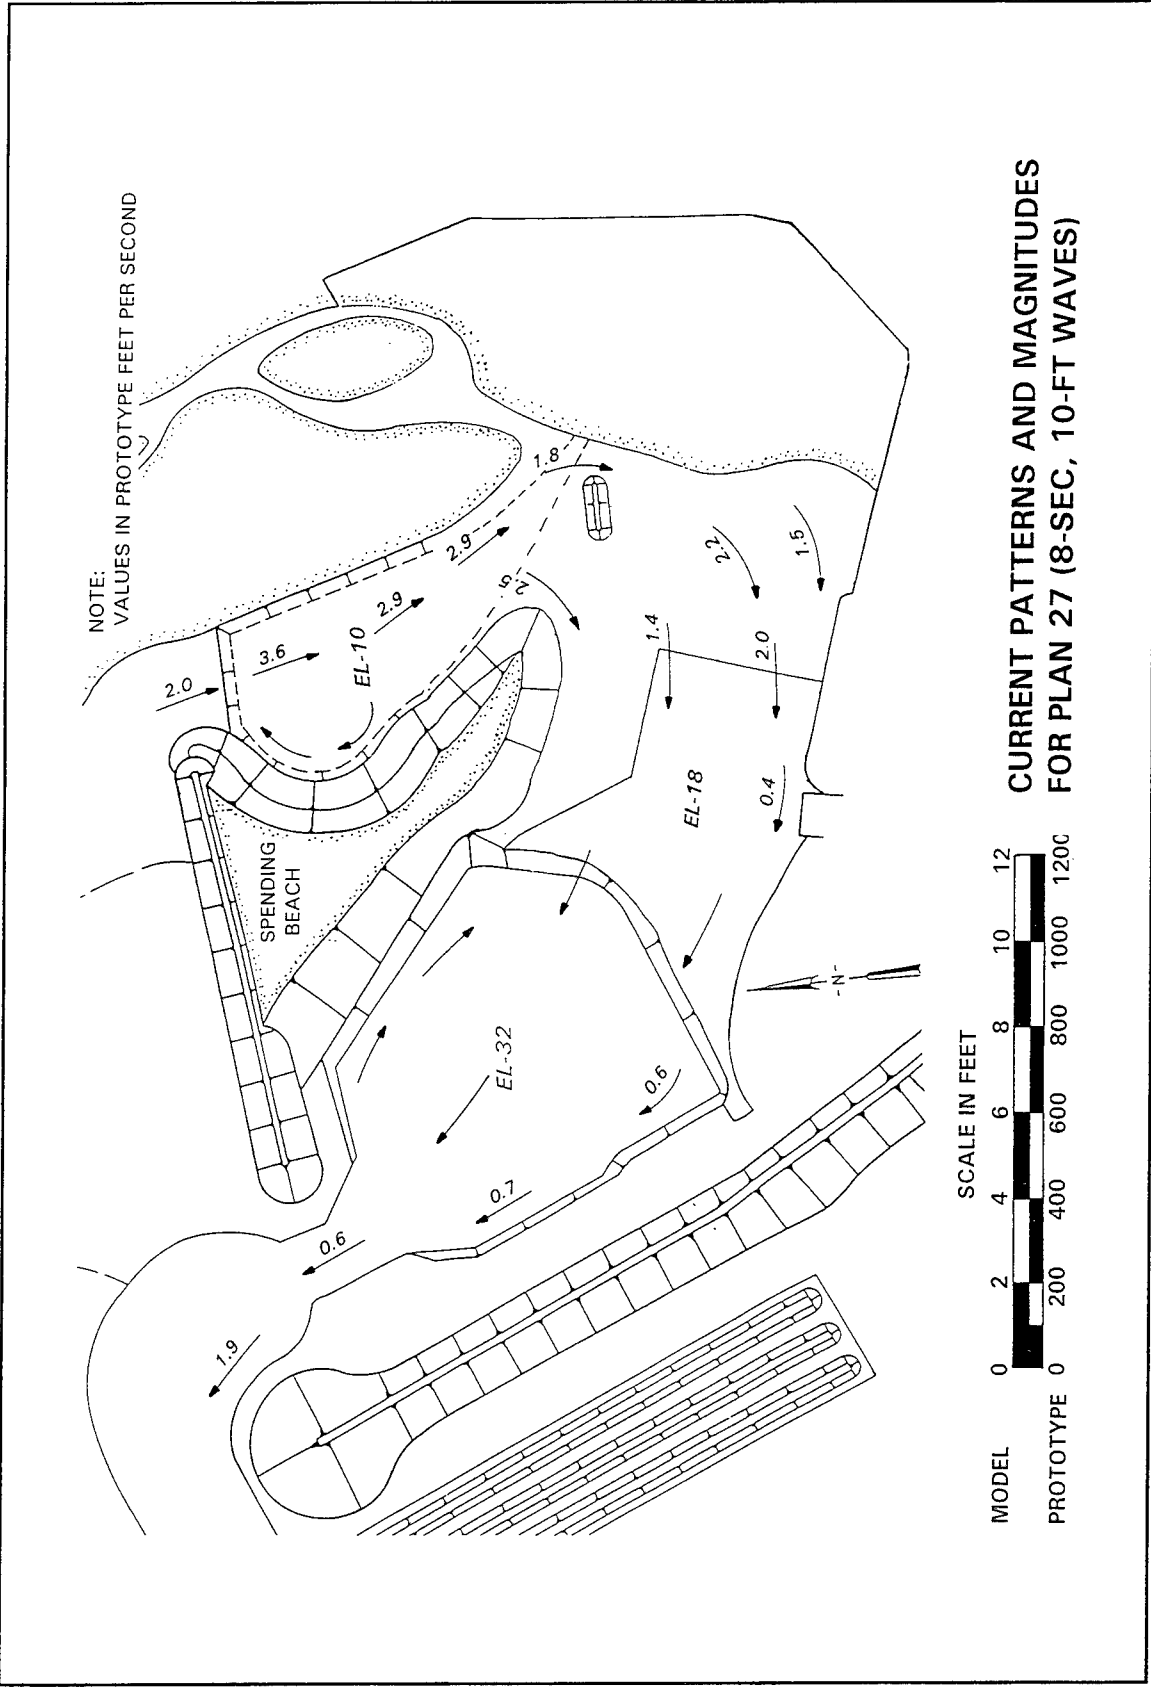 NOTE:
VALUES IN PROTOTYPE FEET PER SECOND
2.0
3.6
EL-10
2.9
2.9
1.8
2.5
SPENDING
BEACH
1.9
0.6
0.7
EL-32
0.6
1.4
2.2
1.5
2.0
EL-18
0.4
-N-
SCALE IN FEET
MODEL 0 2 4 6 8 10 12
PROTOTYPE 0 200 400 600 800 1000 1200
CURRENT PATTERNS AND MAGNITUDES
FOR PLAN 27 (8-SEC, 10-FT WAVES)